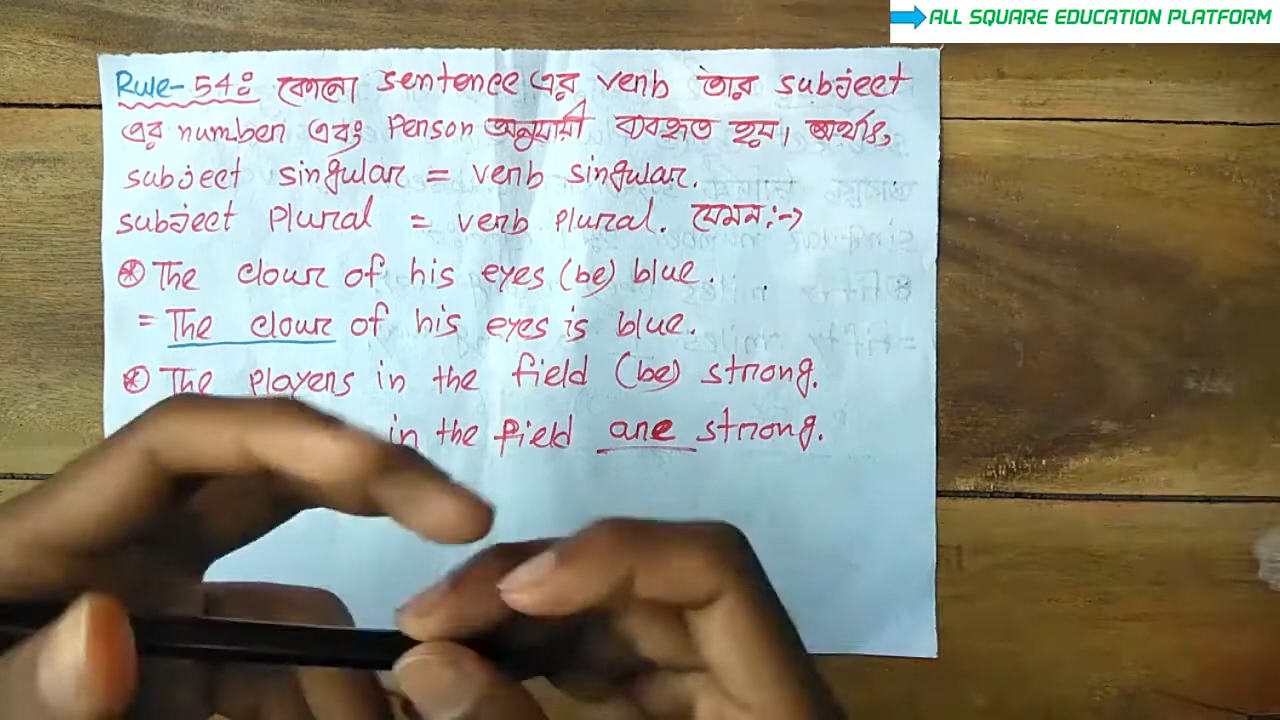 ALL SQUARE EDUCATION PLATFORM
Rule-54: কোনো sentence এর verb তার subject
এর number এবং Person অনুযায়ী ব্যবহৃত হয়। অর্থাৎ,
subject singular = verb singular.
subject Plural = verb Plural. যেমন:->
The clour of his eyes (be) blue.
= The clour of his eyes is blue.
The players in the field (be) strong.
in the field are strong.